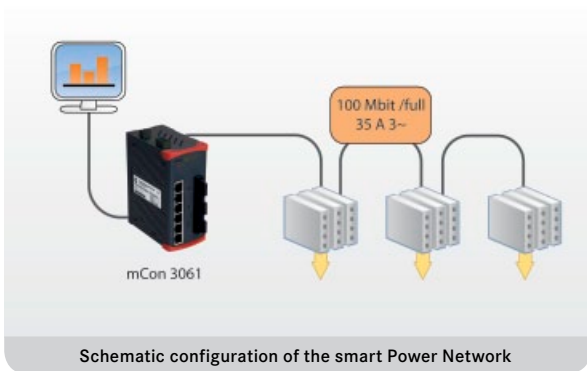 100 Mbit /full
35 A 3~
mCon 3061
Schematic configuration of the smart Power Network